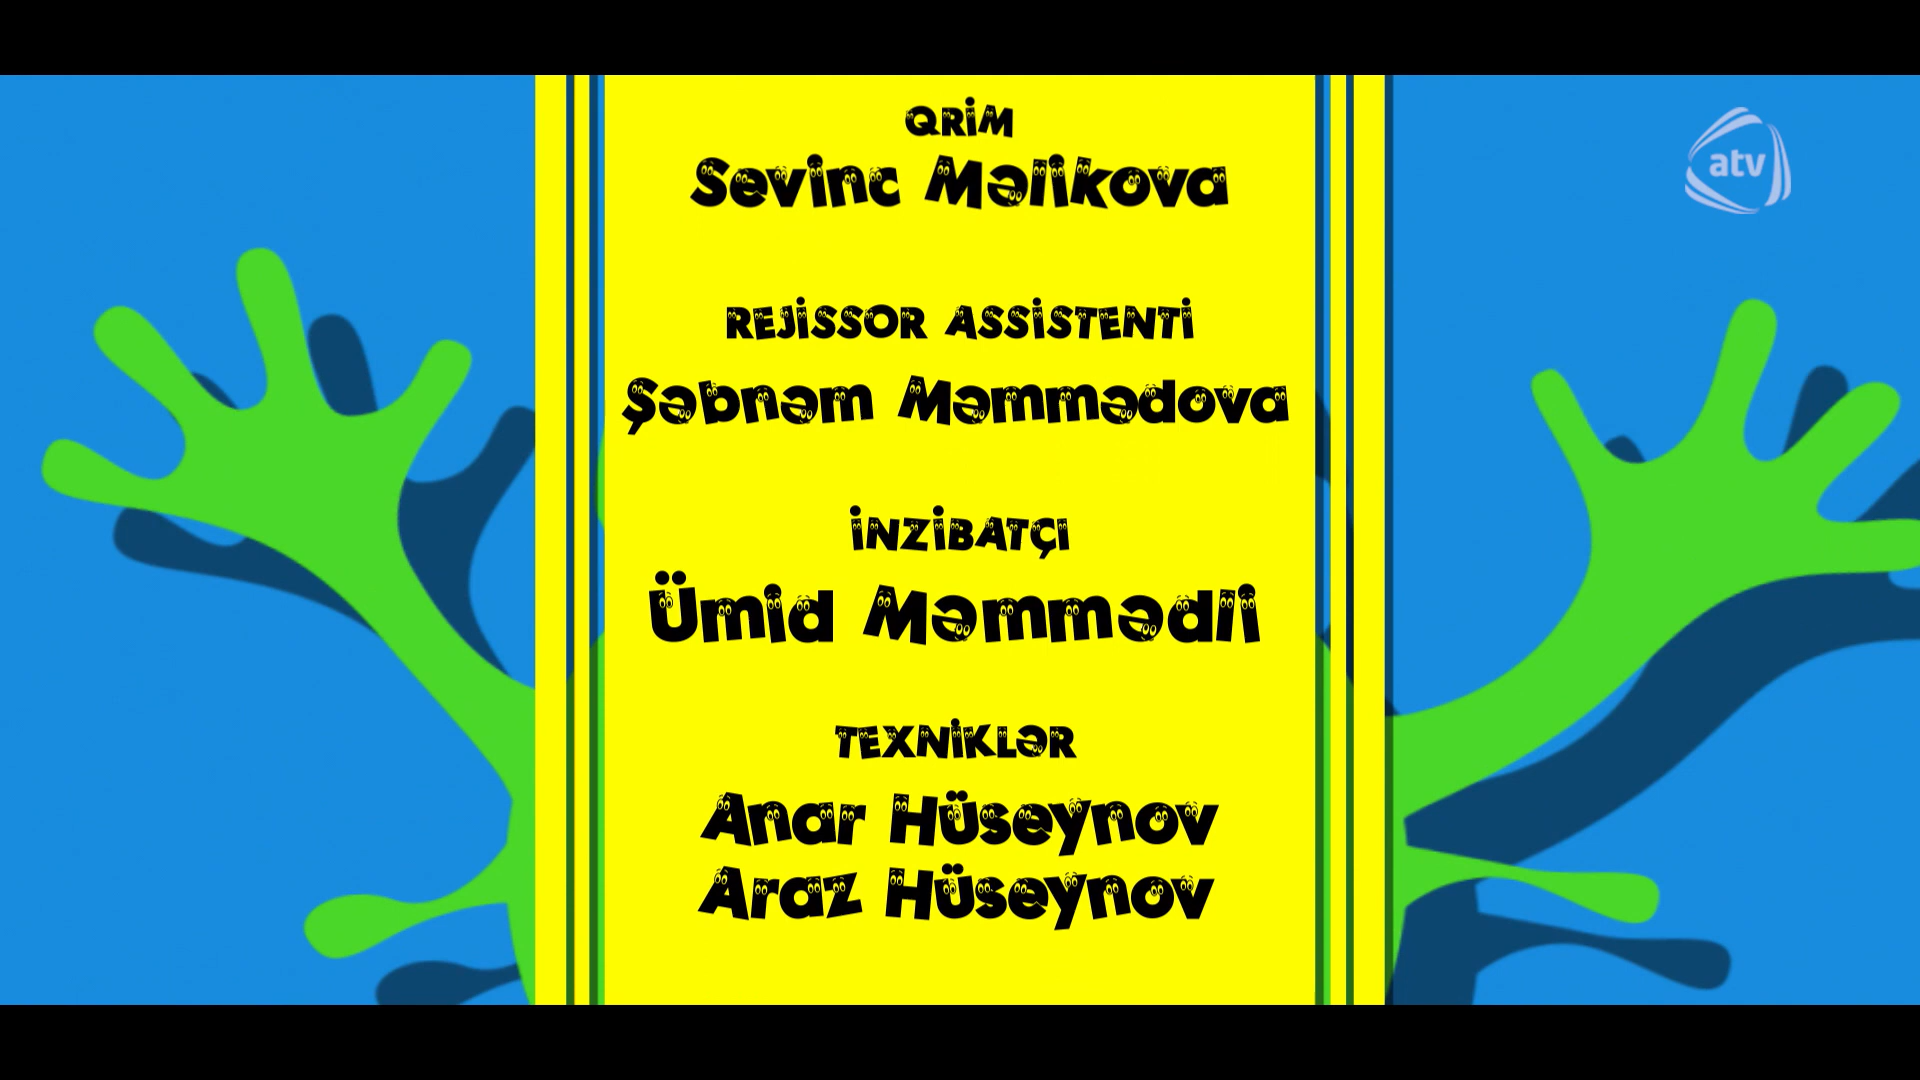 QRİM
Sevinc Məlikova
atv
REJİSSOR ASSİSTENTİ
Şəbnəm Məmmədova
İNZİBATÇI
Ümid Məmmədli
TEXNİKLƏR
Anar Hüseynov
Araz Hüseynov